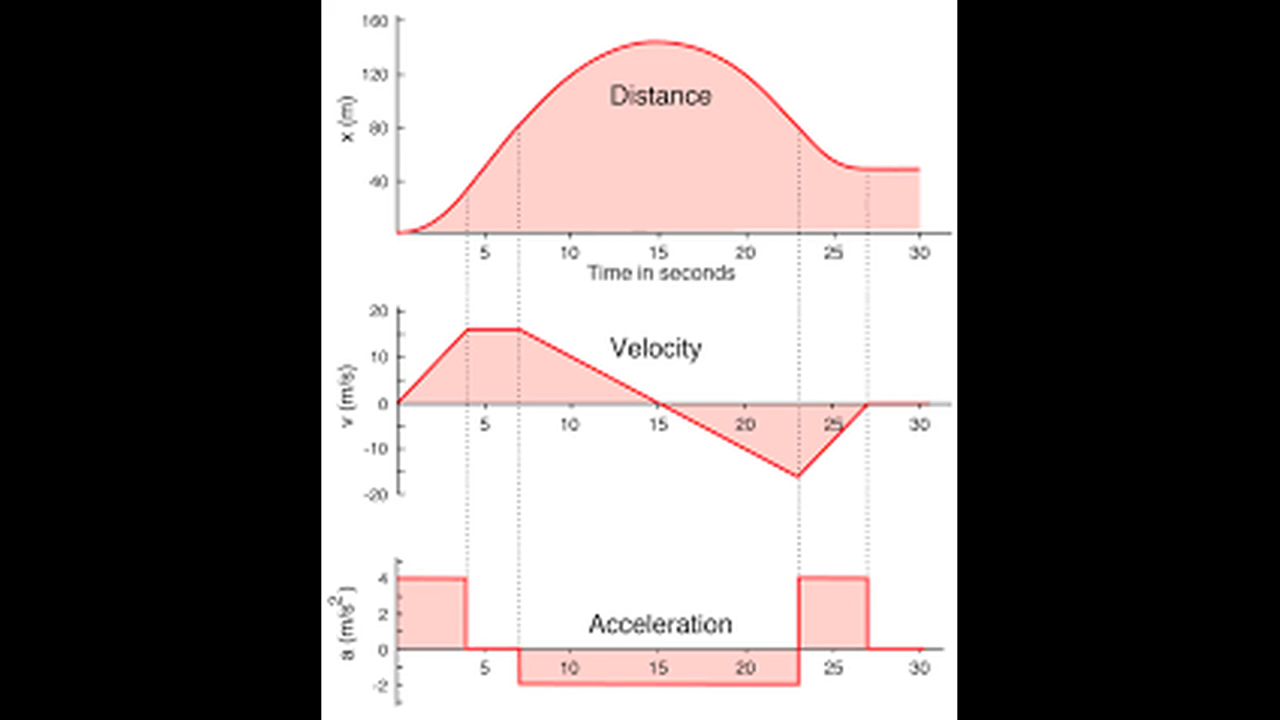 160
120
80
40
x (m)
Distance
5 10 15 20 25 30
Time in seconds
20
10
0
-10
-20
v (m/s)
Velocity
5 10 15 20 25 30
4
2
0
-2
a (m/s²)
Acceleration
5 10 15 20 25 30